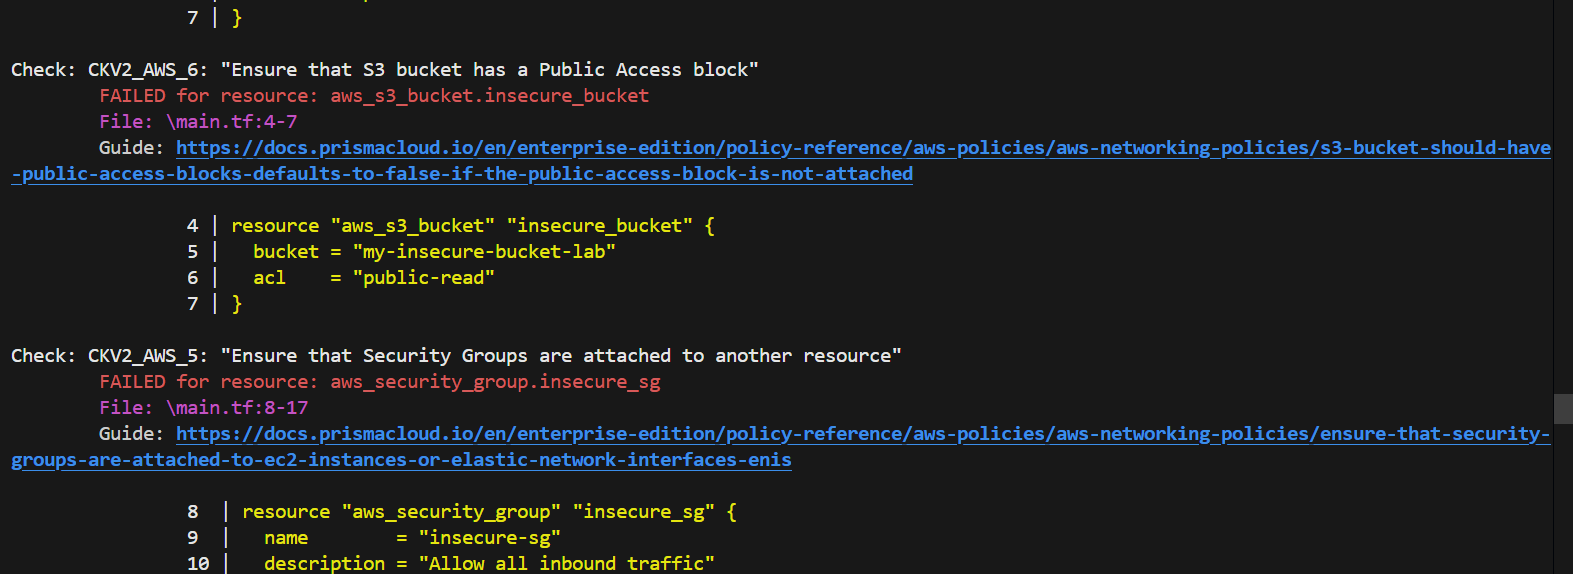 7 | }
Check: CKV2_AWS_6: "Ensure that S3 bucket has a Public Access block"
FAILED for resource: aws_s3_bucket.insecure_bucket
File: \main.tf:4-7
Guide: https://docs.prismacloud.io/en/enterprise-edition/policy-reference/aws-policies/aws-networking-policies/s3-bucket-should-have
-public-access-blocks-defaults-to-false-if-the-public-access-block-is-not-attached
4 | resource "aws_s3_bucket" "insecure_bucket" {
5 |   bucket = "my-insecure-bucket-lab"
6 |   acl    = "public-read"
7 | }
Check: CKV2_AWS_5: "Ensure that Security Groups are attached to another resource"
FAILED for resource: aws_security_group.insecure_sg
File: \main.tf:8-17
Guide: https://docs.prismacloud.io/en/enterprise-edition/policy-reference/aws-policies/aws-networking-policies/ensure-that-security-
groups-are-attached-to-ec2-instances-or-elastic-network-interfaces-enis
8  | resource "aws_security_group" "insecure_sg" {
9  |   name        = "insecure-sg"
10 |   description = "Allow all inbound traffic"